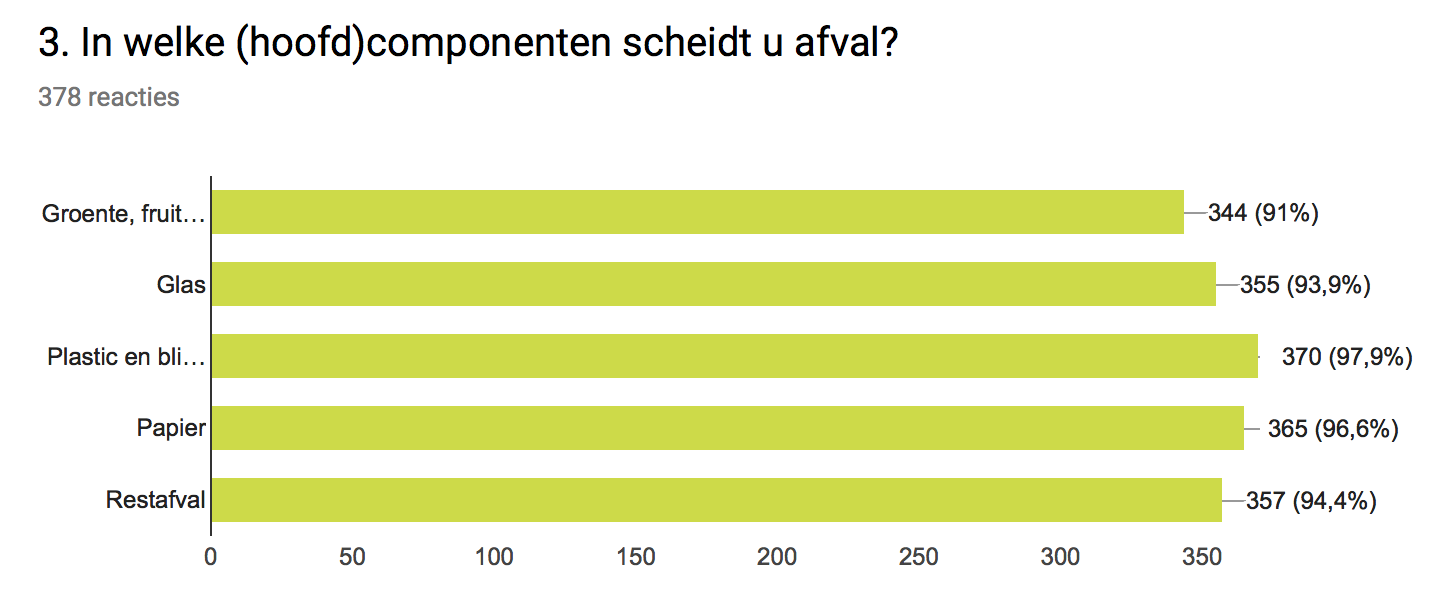 3. In welke (hoofd)componenten scheidt u afval?
378 reacties
Groente, fruit… 344 (91%)
Glas 355 (93,9%)
Plastic en bli… 370 (97,9%)
Papier 365 (96,6%)
Restafval 357 (94,4%)
0 50 100 150 200 250 300 350